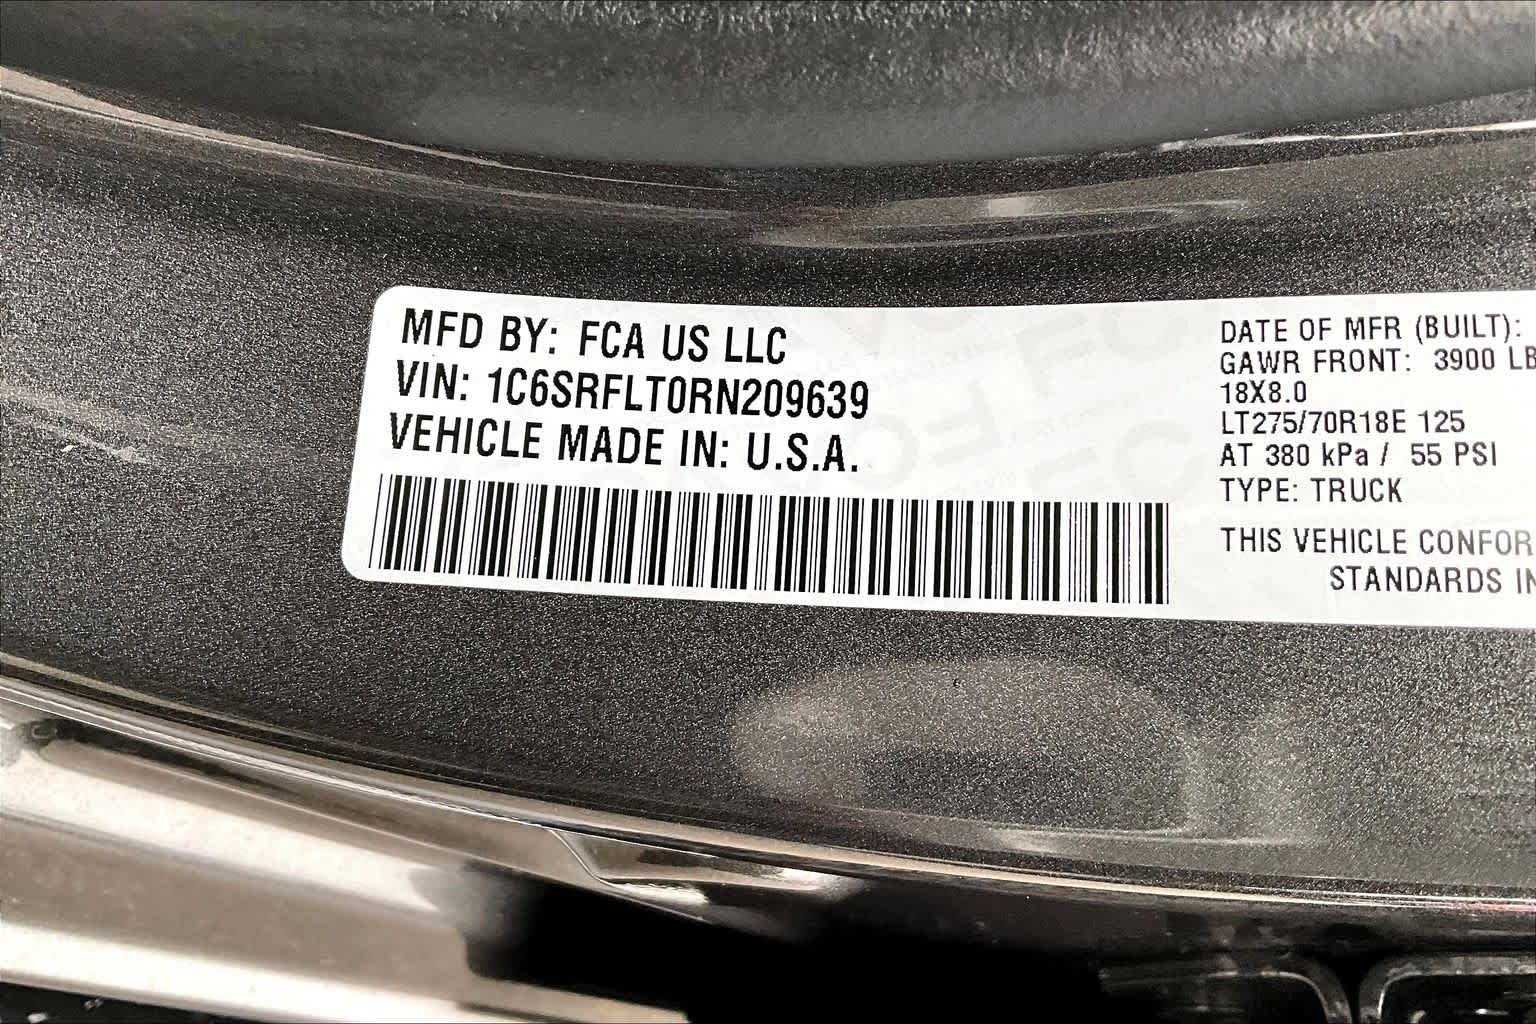 MFD BY: FCA US LLC
VIN: 1C6SRFLT0RN209639
VEHICLE MADE IN: U.S.A.
DATE OF MFR (BUILT):
GAWR FRONT: 3900 LB
18X8.0
LT275/70R18E 125
AT 380 kPa / 55 PSI
TYPE: TRUCK
THIS VEHICLE CONFOR
STANDARDS IN